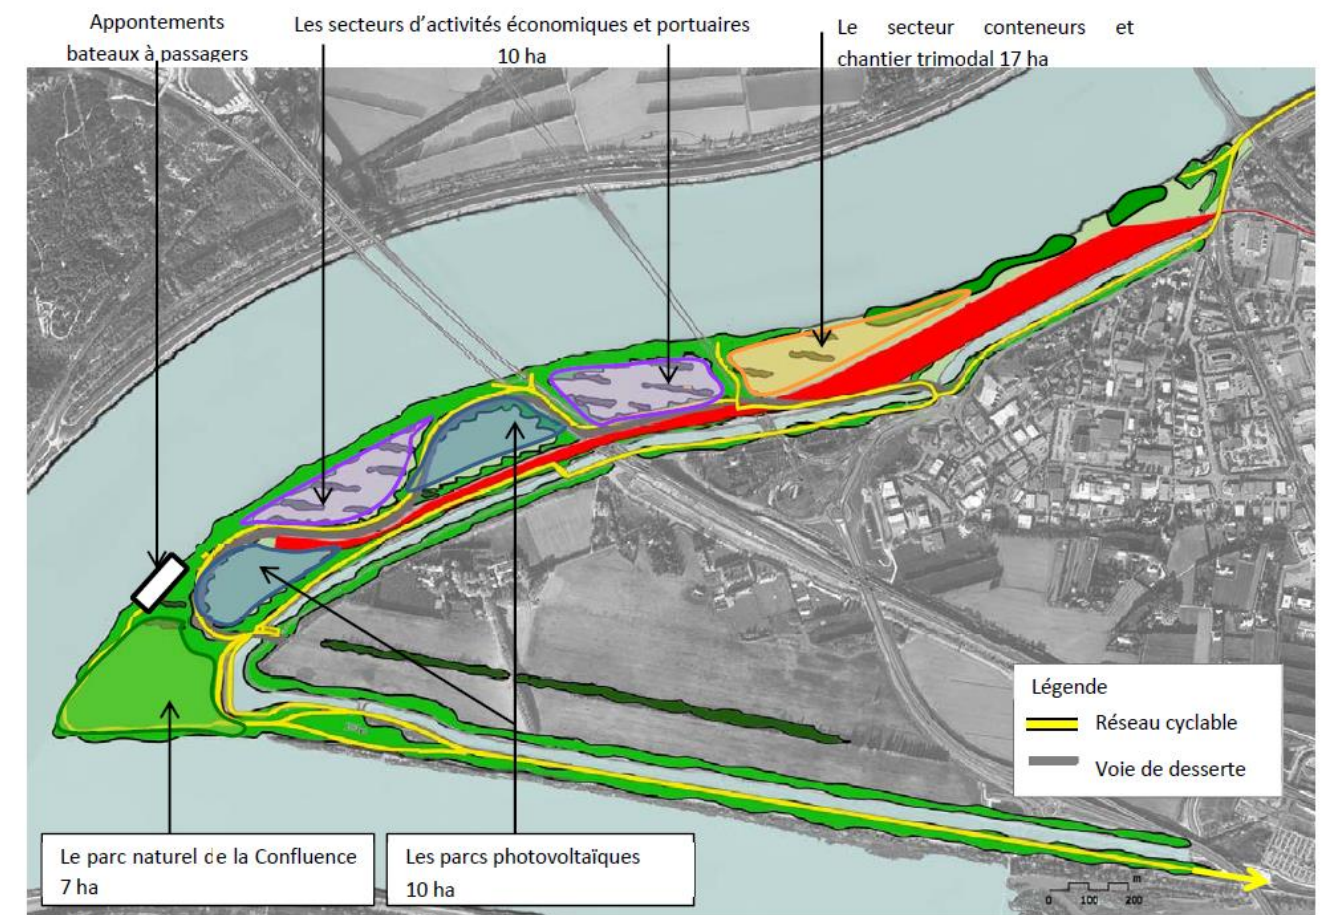 Appontements
bateaux à passagers
Les secteurs d'activités économiques et portuaires
10 ha
Le secteur conteneurs et
chantier trimodal 17 ha
Légende
Réseau cyclable
Voie de desserte
Le parc naturel de la Confluence
7 ha
Les parcs photovoltaïques
10 ha
m
0 100 200